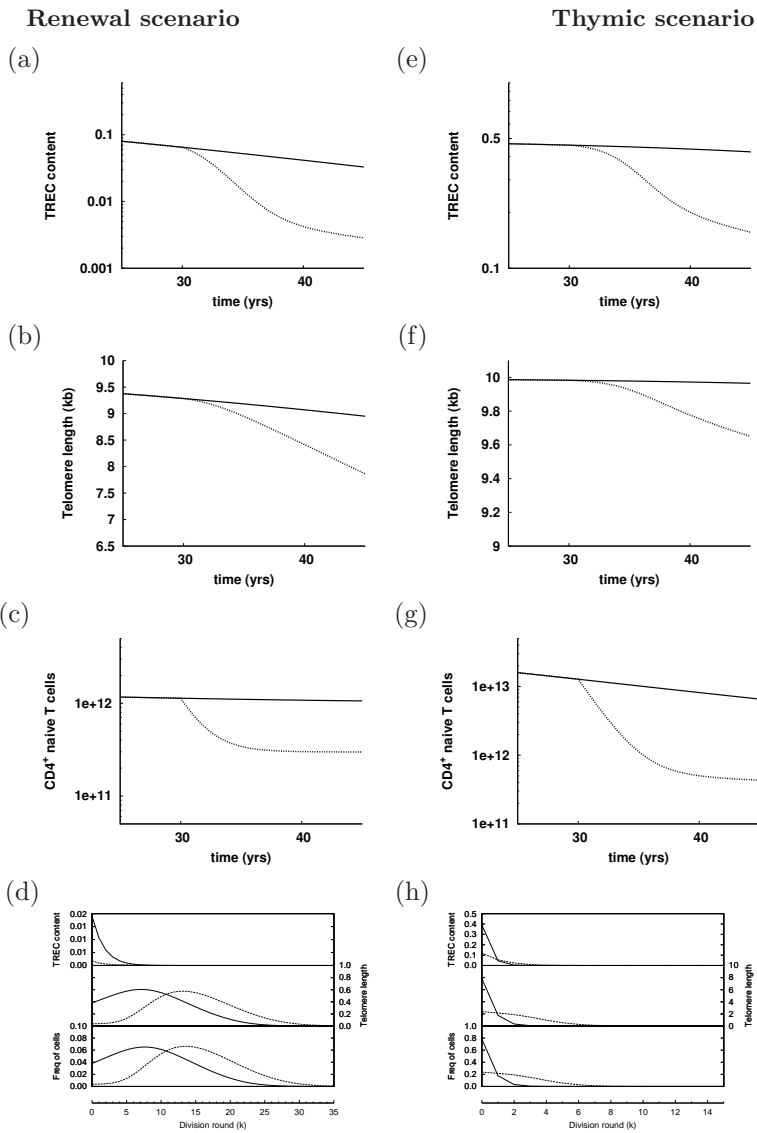 Renewal scenario
Thymic scenario
(a)
TREC content
0.1
0.01
0.001
30
40
time (yrs)
(e)
TREC content
0.5
0.1
30
40
time (yrs)
(b)
Telomere length (kb)
10
9.5
9
8.5
8
7.5
7
6.5
30
40
time (yrs)
(f)
Telomere length (kb)
10
9.8
9.6
9.4
9.2
9
30
40
time (yrs)
(c)
CD4+ naive T cells
1e+12
1e+11
30
40
time (yrs)
(g)
CD4+ naive T cells
1e+13
1e+12
1e+11
30
40
time (yrs)
(d)
TREC content
0.02
0.01
0.01
0.01
0.00
Telomere length
1.0
0.8
0.6
0.4
0.2
0.0
Freq of cells
0.10
0.08
0.06
0.04
0.02
0.00
0 5 10 15 20 25 30 35
Division round (k)
(h)
TREC content
0.5
0.4
0.3
0.2
0.1
0.0
Telomere length
10
8
6
4
2
0
Freq of cells
1.0
0.8
0.6
0.4
0.2
0.0
0 2 4 6 8 10 12 14
Division round (k)